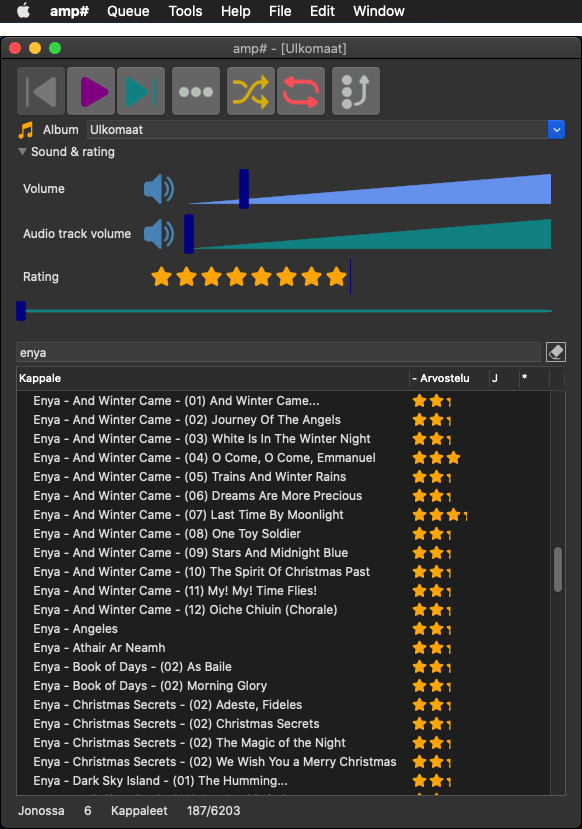 amp# Queue Tools Help File Edit Window
amp# - [Ulkomaat]
Album Ulkomaat
Sound & rating
Volume
Audio track volume
Rating
enya
Kappale - Arvostelu J *
Enya - And Winter Came - (01) And Winter Came...
Enya - And Winter Came - (02) Journey Of The Angels
Enya - And Winter Came - (03) White Is In The Winter Night
Enya - And Winter Came - (04) O Come, O Come, Emmanuel
Enya - And Winter Came - (05) Trains And Winter Rains
Enya - And Winter Came - (06) Dreams Are More Precious
Enya - And Winter Came - (07) Last Time By Moonlight
Enya - And Winter Came - (08) One Toy Soldier
Enya - And Winter Came - (09) Stars And Midnight Blue
Enya - And Winter Came - (10) The Spirit Of Christmas Past
Enya - And Winter Came - (11) My! My! Time Flies!
Enya - And Winter Came - (12) Oiche Chiuin (Chorale)
Enya - Angeles
Enya - Athair Ar Neamh
Enya - Book of Days - (02) As Baile
Enya - Book of Days - (02) Morning Glory
Enya - Christmas Secrets - (02) Adeste, Fideles
Enya - Christmas Secrets - (02) Christmas Secrets
Enya - Christmas Secrets - (02) The Magic of the Night
Enya - Christmas Secrets - (02) We Wish You a Merry Christmas
Enya - Dark Sky Island - (01) The Humming...
Jonossa 6 Kappaleet 187/6203